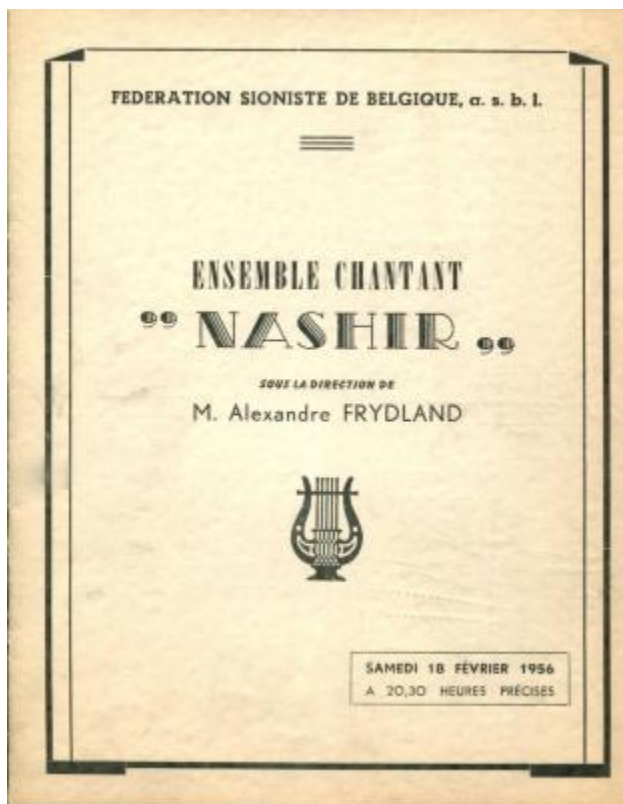 FEDERATION SIONISTE DE BELGIQUE, a. s. b. l.
ENSEMBLE CHANTANT
„ NASHIR „
SOUS LA DIRECTION DE
M. Alexandre FRYDLAND
SAMEDI 18 FÉVRIER 1956
A 20,30 HEURES PRÉCISES